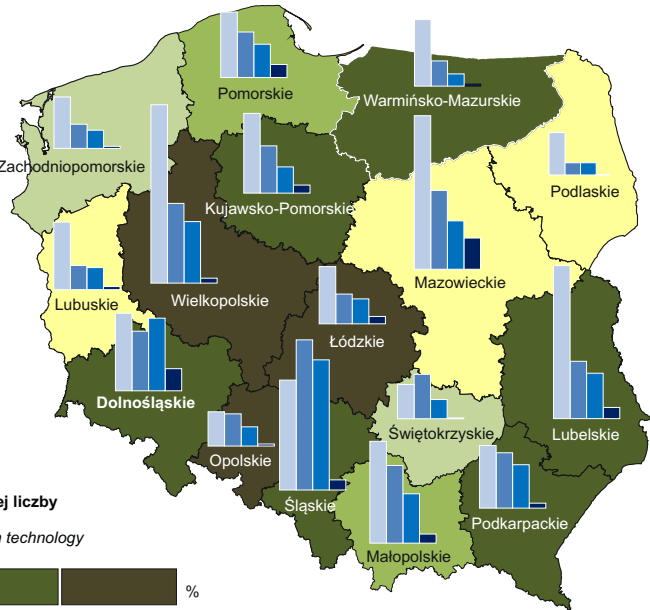 Pomorskie
Warmińsko-Mazurskie
Zachodniopomorskie
Podlaskie
Kujawsko-Pomorskie
Mazowieckie
Wielkopolskie
Lubuskie
Łódzkie
Dolnośląskie
Świętokrzyskie
Lubelskie
Opolskie
Śląskie
Podkarpackie
Małopolskie
ej liczby
technology
%